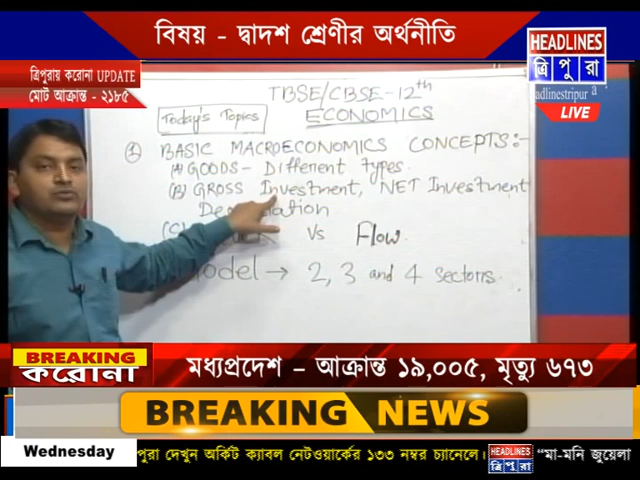 বিষয় - দ্বাদশ শ্রেণীর অর্থনীতি
HEADLINES
ত্রিপুরা
adlinestripura
LIVE
ত্রিপুরায় করোনা UPDATE
মোট আক্রান্ত - ২১৮৫
TBSE/CBSE-12th
Today's Topics
ECONOMICS
BASIC MACROECONOMICS CONCEPTS:-
(A) GOODS - Different types.
(B) GROSS Investment, NET Investment
(C)
Vs Flow.
Model → 2, 3 and 4 sectors.
BREAKING
করোনা
মধ্যপ্রদেশ – আক্রান্ত ১৯,০০৫, মৃত্যু ৬৭৩
BREAKING NEWS
Wednesday
পুরা দেখুন অর্কিট ক্যাবল নেটওয়ার্কের ১৩৩ নম্বর চ্যানেলে।
HEADLINES
ত্রিপুরা
“মা-মনি জুয়েলা